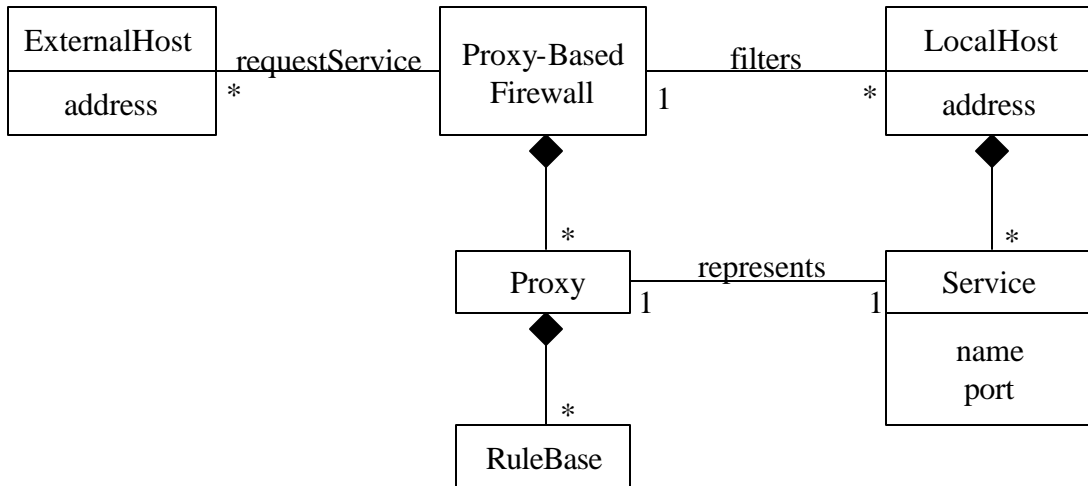 ExternalHost
address
requestService
*
Proxy-Based
Firewall
filters
1
*
LocalHost
address
*
*
Proxy
represents
1
1
Service
name
port
*
RuleBase